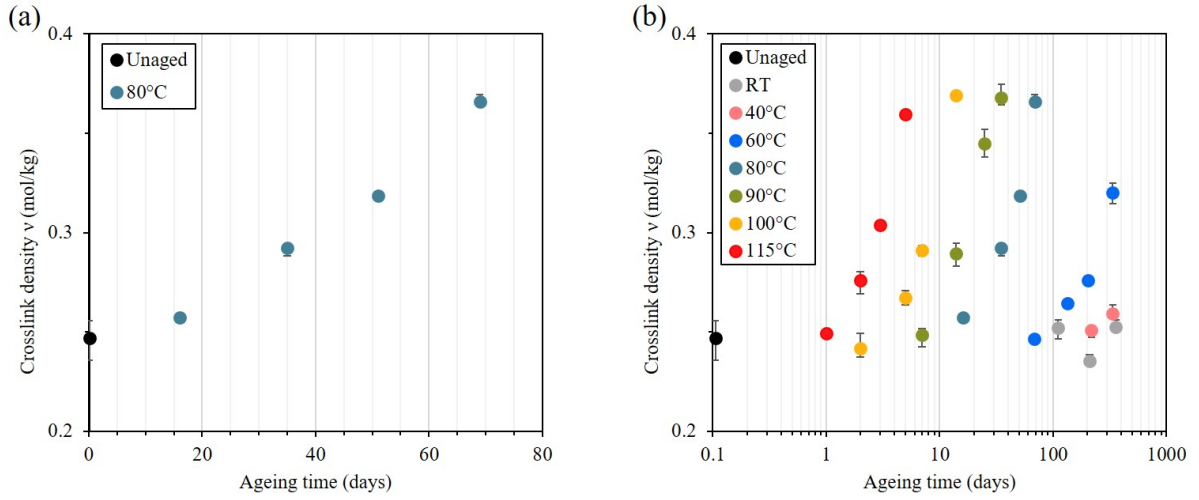 (a)
0.4
0.3
0.2
Crosslink density ν (mol/kg)
Unaged
80°C
0 20 40 60 80
Ageing time (days)
(b)
0.4
0.3
0.2
Crosslink density ν (mol/kg)
Unaged
RT
40°C
60°C
80°C
90°C
100°C
115°C
0.1 1 10 100 1000
Ageing time (days)